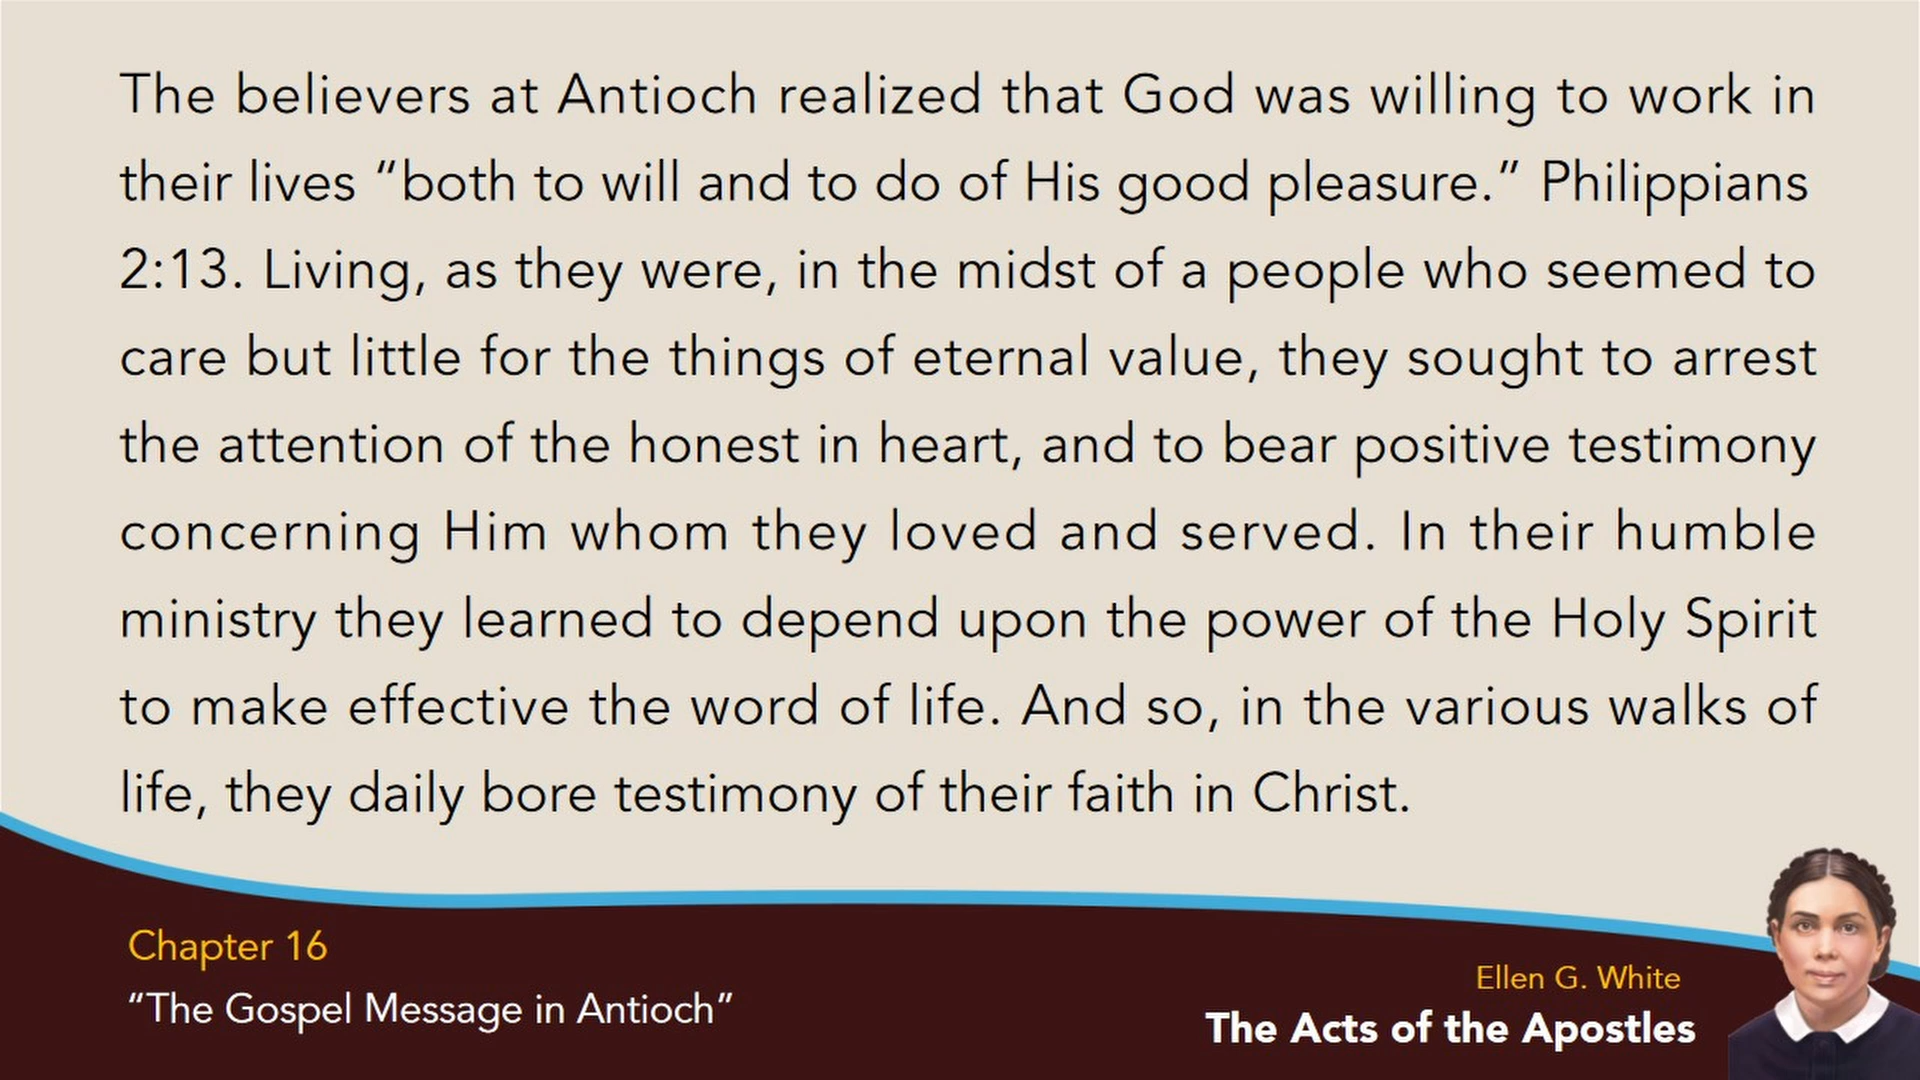 The believers at Antioch realized that God was willing to work in
their lives “both to will and to do of His good pleasure.” Philippians
2:13. Living, as they were, in the midst of a people who seemed to
care but little for the things of eternal value, they sought to arrest
the attention of the honest in heart, and to bear positive testimony
concerning Him whom they loved and served. In their humble
ministry they learned to depend upon the power of the Holy Spirit
to make effective the word of life. And so, in the various walks of
life, they daily bore testimony of their faith in Christ.
Chapter 16
“The Gospel Message in Antioch”
Ellen G. White
The Acts of the Apostles